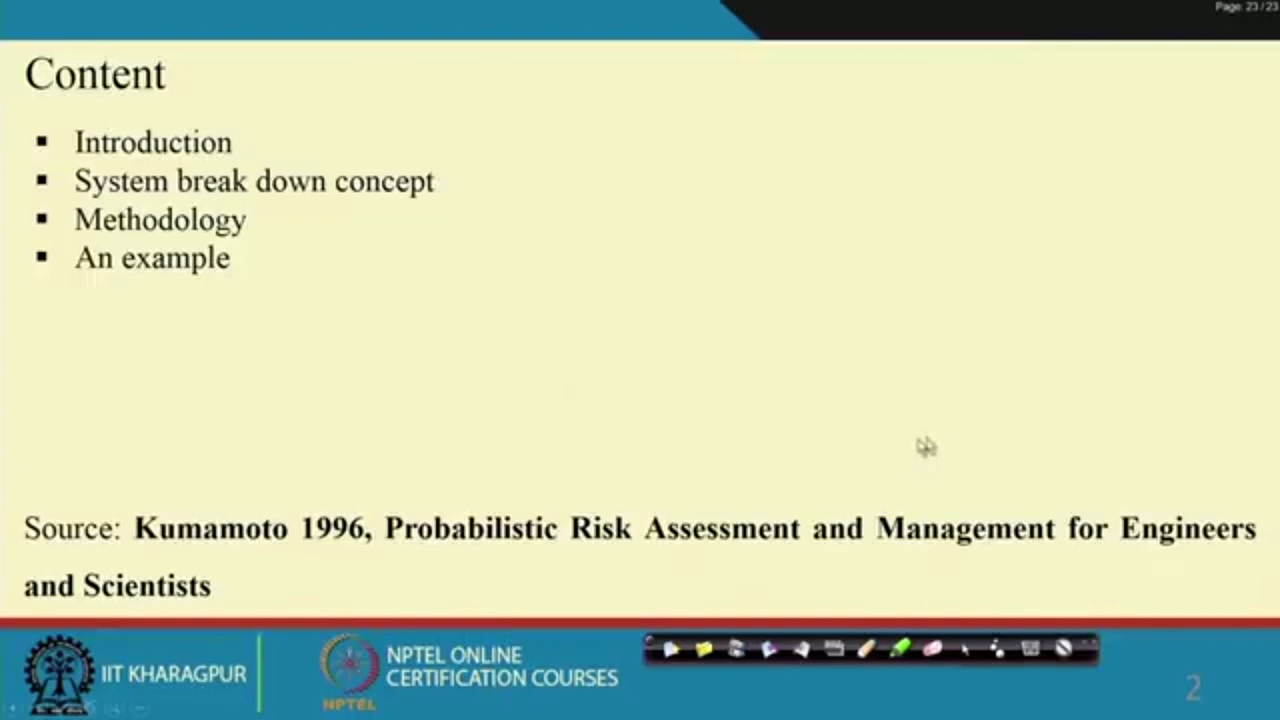 Page: 23/23
Content
▪ Introduction
▪ System break down concept
▪ Methodology
▪ An example
Source: Kumamoto 1996, Probabilistic Risk Assessment and Management for Engineers
and Scientists
IIT KHARAGPUR
NPTEL
NPTEL ONLINE
CERTIFICATION COURSES
2